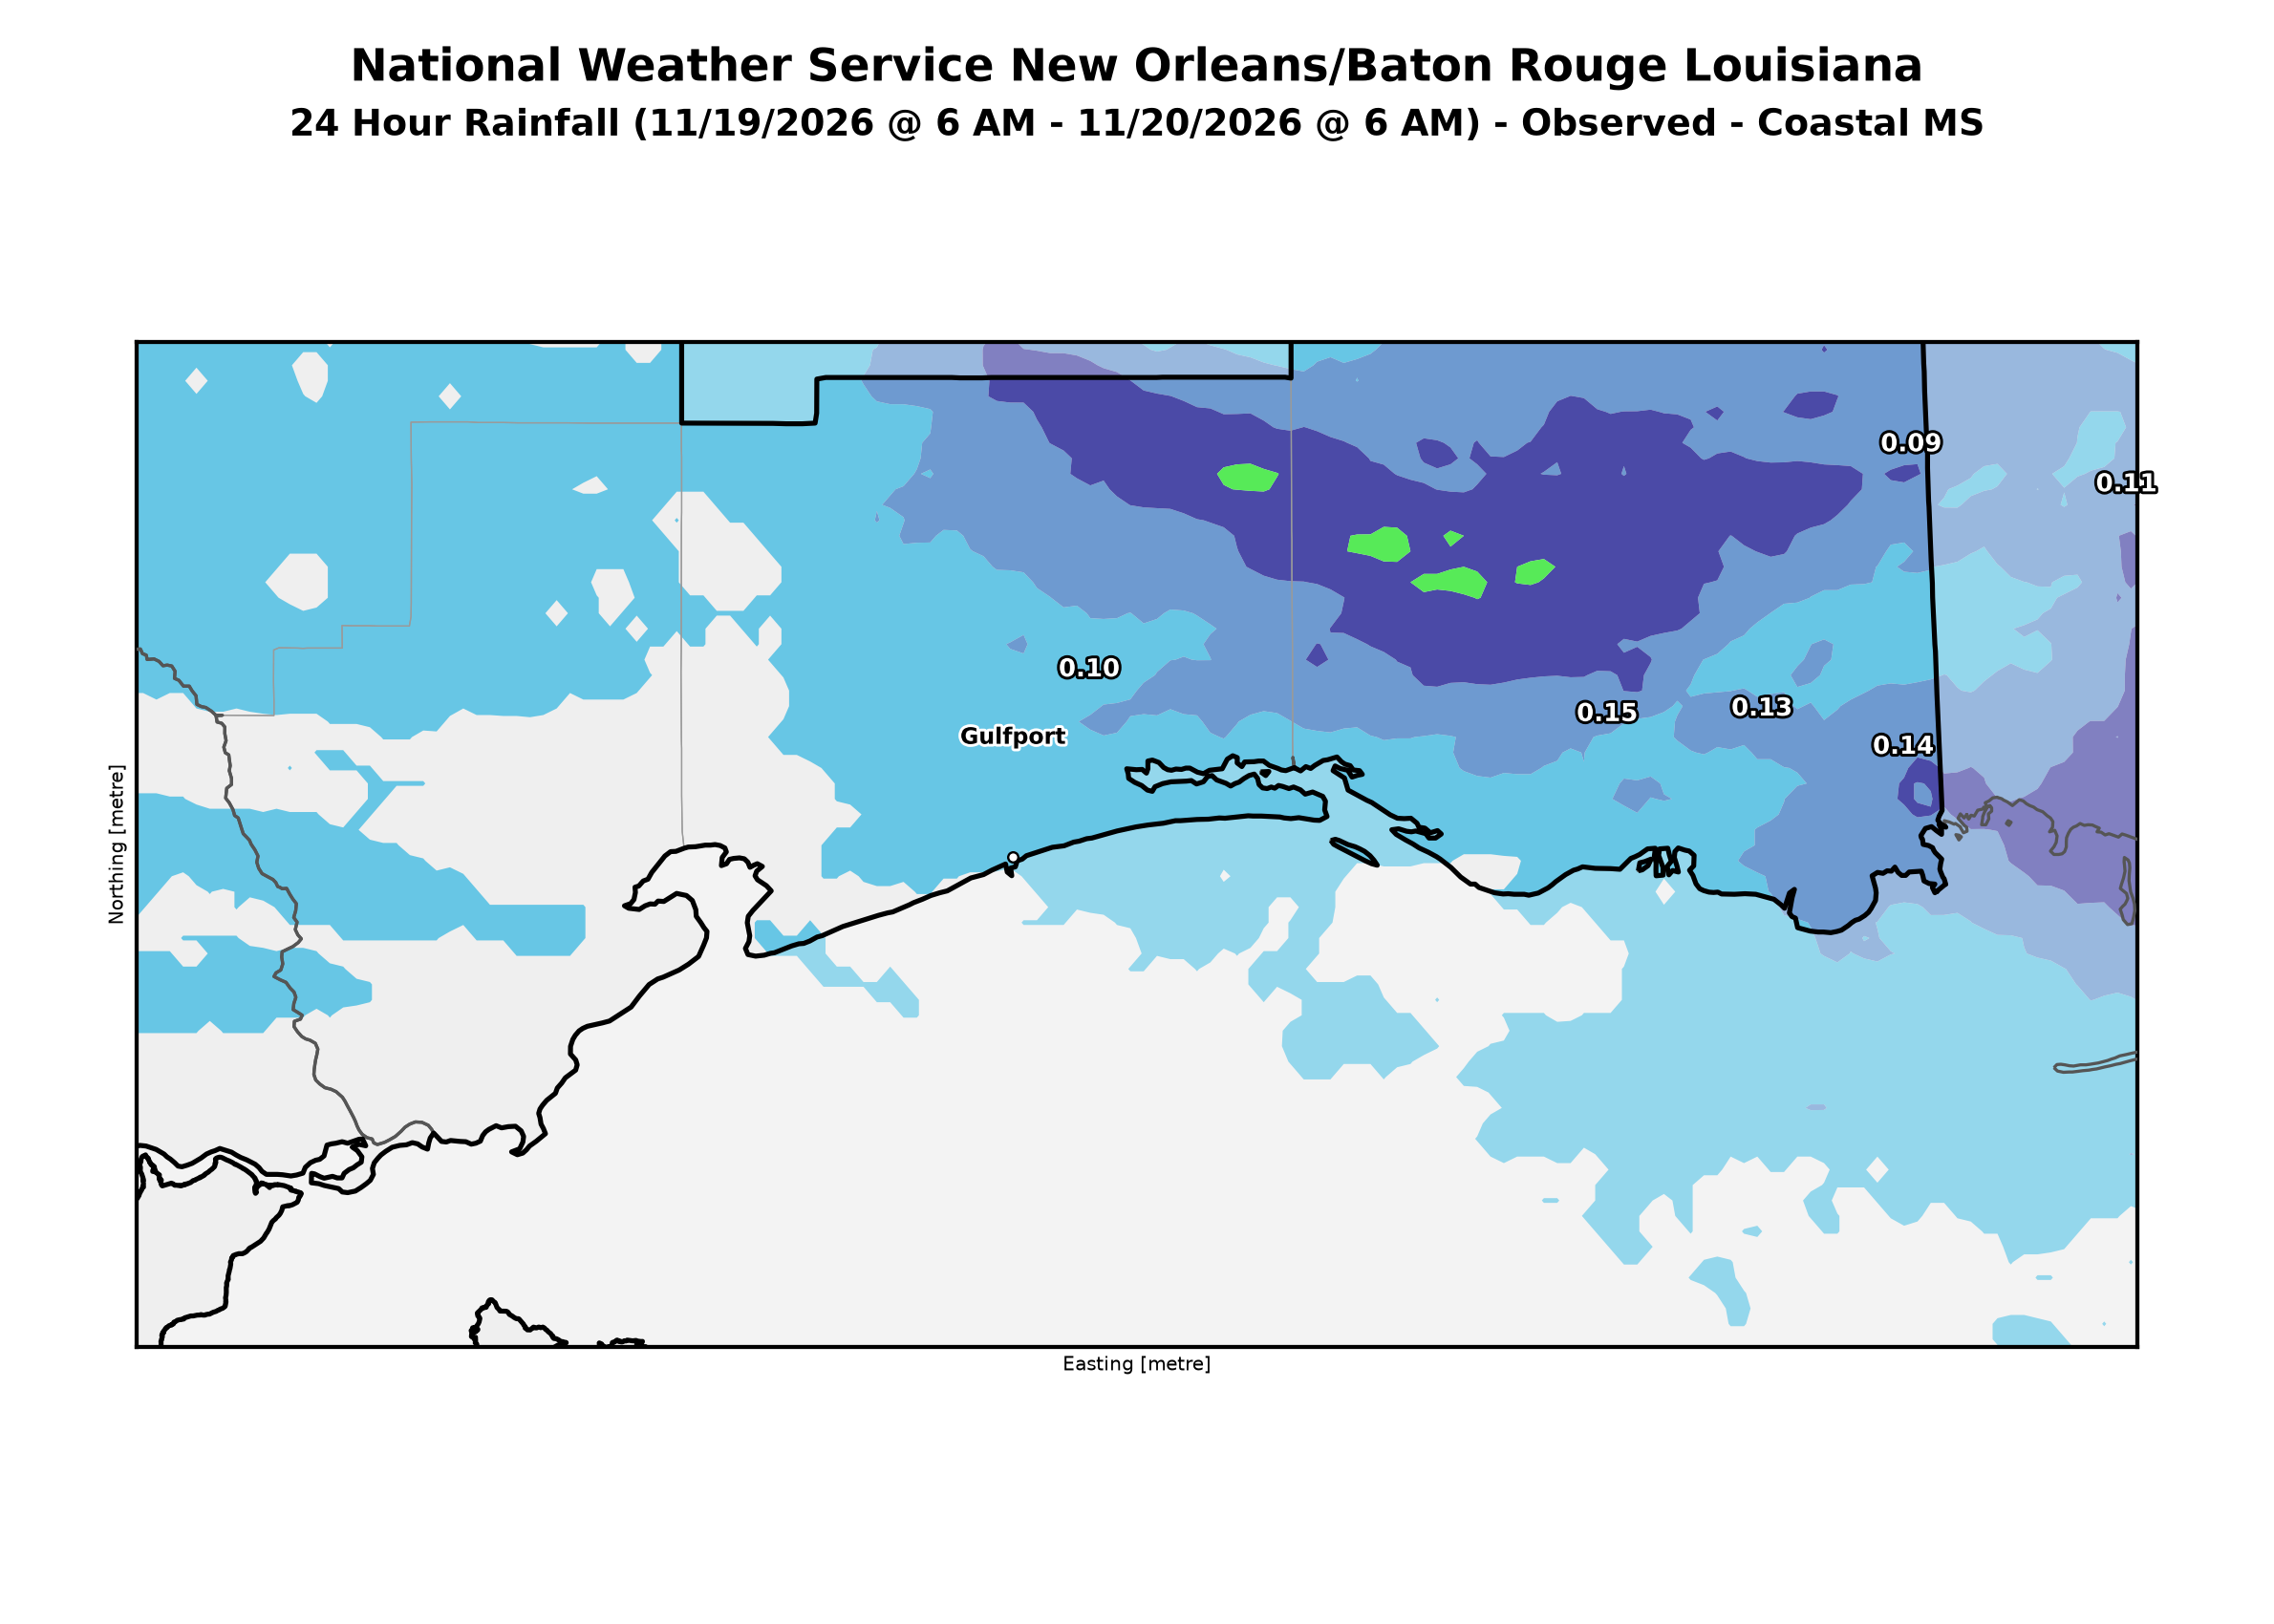 National Weather Service New Orleans/Baton Rouge Louisiana
24 Hour Rainfall (11/19/2026 @ 6 AM - 11/20/2026 @ 6 AM) - Observed - Coastal MS
0.09
0.11
0.10
0.15
0.13
Gulfport
0.14
Northing [metre]
Easting [metre]